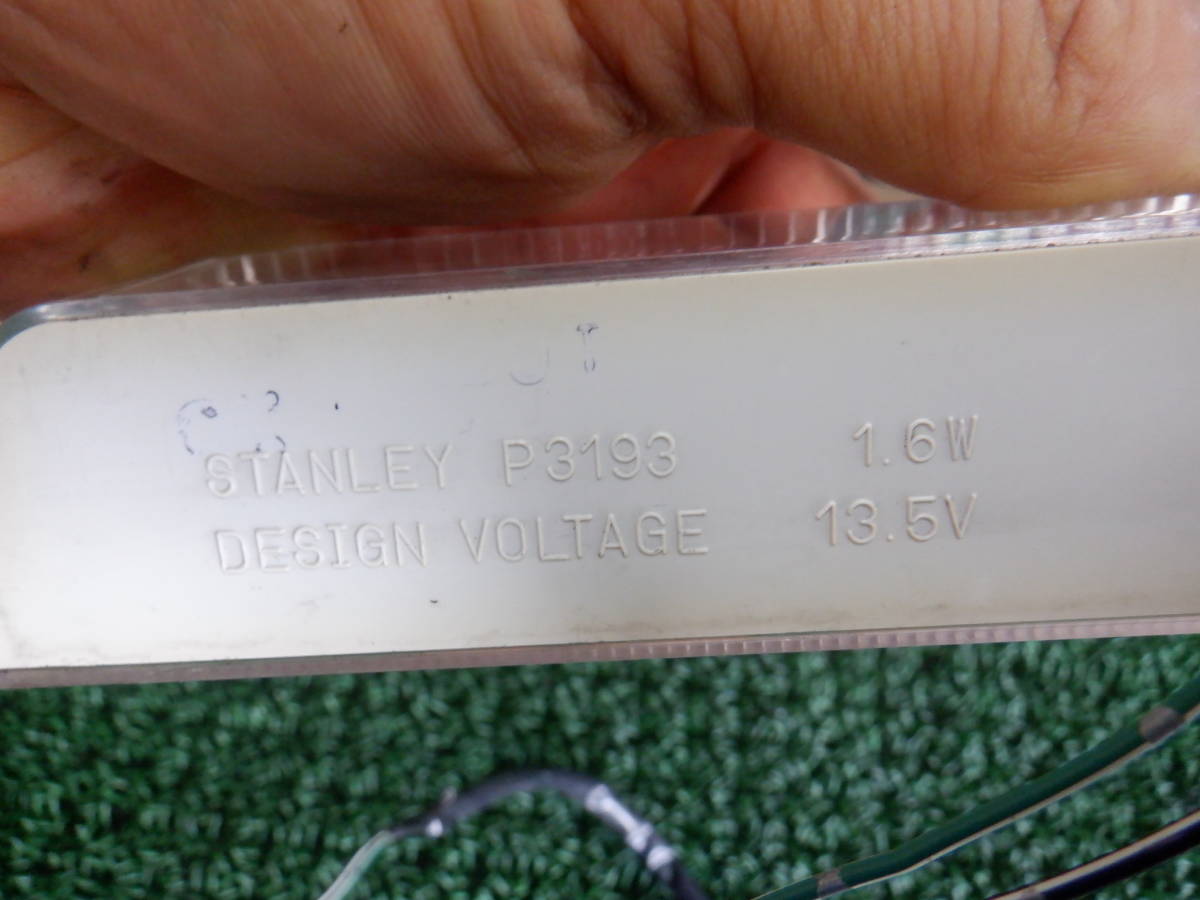 STANLEY P3193 1.6W
DESIGN VOLTAGE 13.5V